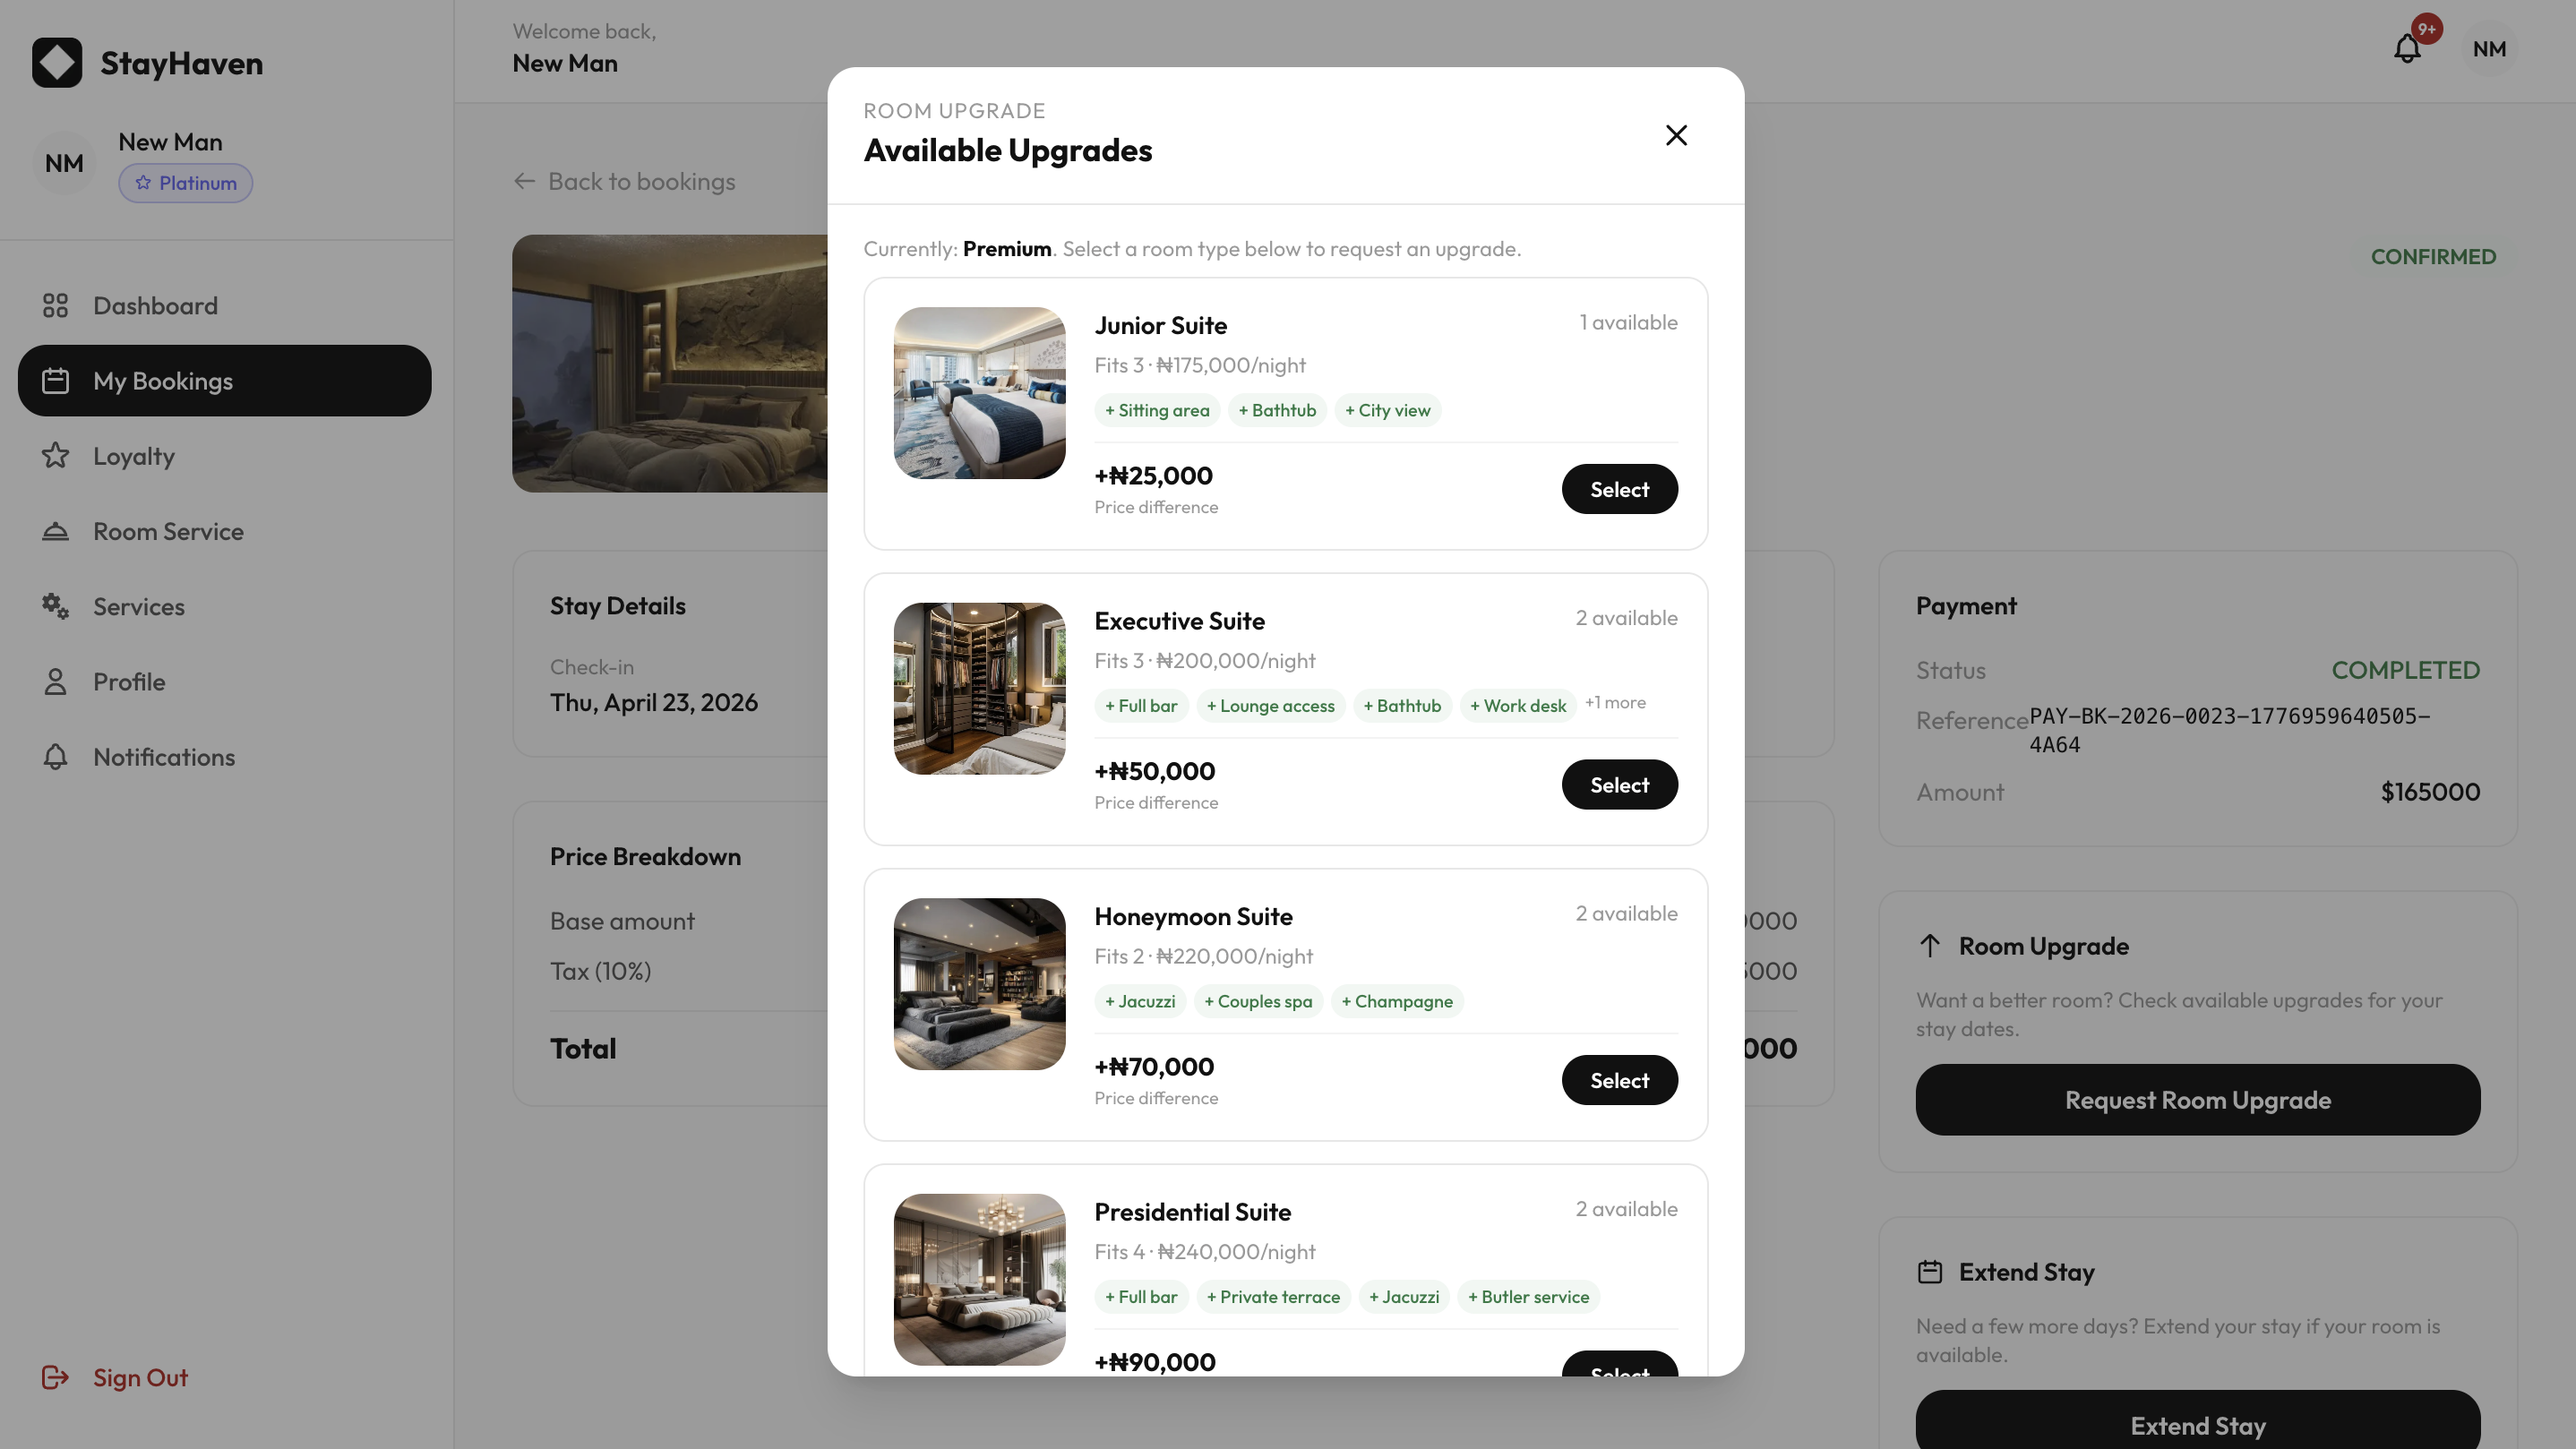 StayHaven
NM
New Man
Platinum
Dashboard
My Bookings
Loyalty
Room Service
Services
Profile
Notifications
Sign Out
Welcome back,
New Man
9+
NM
Back to bookings
CONFIRMED
Stay Details
Check-in
Thu, April 23, 2026
Price Breakdown
Base amount
0000
Tax (10%)
5000
Total
000
ROOM UPGRADE
Available Upgrades
Currently: Premium. Select a room type below to request an upgrade.
Junior Suite
1 available
Fits 3 · ₦175,000/night
+ Sitting area + Bathtub + City view
+₦25,000
Price difference
Select
Executive Suite
2 available
Fits 3 · ₦200,000/night
+ Full bar + Lounge access + Bathtub + Work desk +1 more
+₦50,000
Price difference
Select
Honeymoon Suite
2 available
Fits 2 · ₦220,000/night
+ Jacuzzi + Couples spa + Champagne
+₦70,000
Price difference
Select
Presidential Suite
2 available
Fits 4 · ₦240,000/night
+ Full bar + Private terrace + Jacuzzi + Butler service
+₦90,000
Select
Payment
Status
COMPLETED
Reference
PAY-BK-2026-0023-1776959640505-
4A64
Amount
$165000
Room Upgrade
Want a better room? Check available upgrades for your
stay dates.
Request Room Upgrade
Extend Stay
Need a few more days? Extend your stay if your room is
available.
Extend Stay